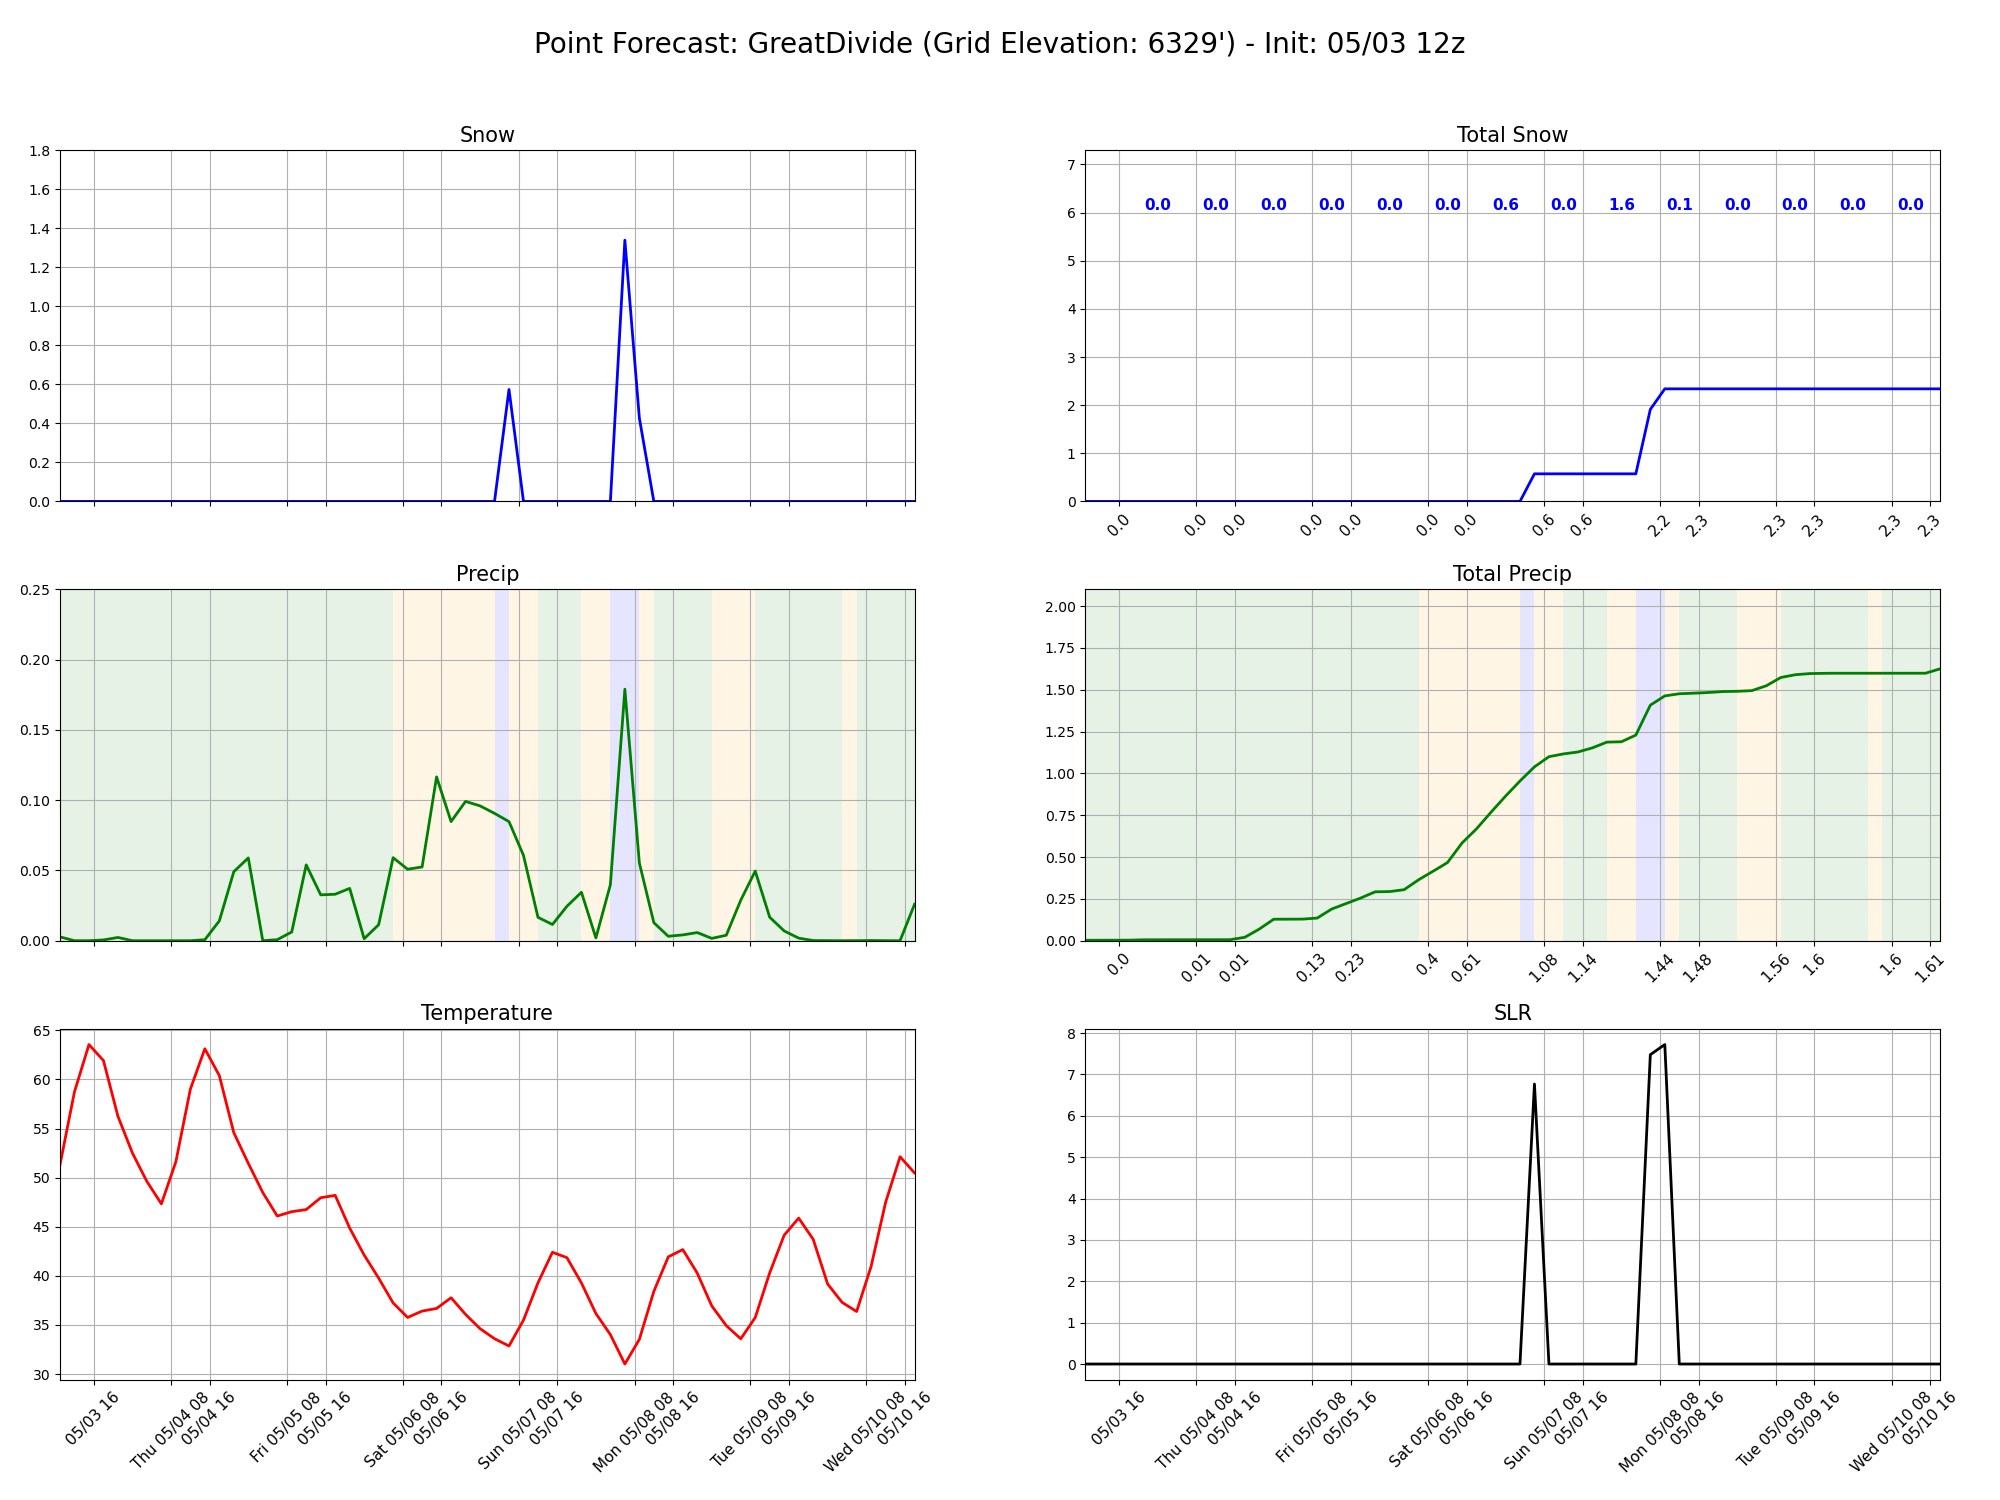 Point Forecast: GreatDivide (Grid Elevation: 6329') - Init: 05/03 12z
Snow
1.8
1.6
1.4
1.2
1.0
0.8
0.6
0.4
0.2
0.0
Total Snow
7
6
5
4
3
2
1
0
0.0 0.0 0.0 0.0 0.0 0.0 0.6 0.0 1.6 0.1 0.0 0.0 0.0 0.0
0.0 0.0 0.0 0.0 0.0 0.0 0.0 0.6 0.6 2.2 2.3 2.3 2.3 2.3 2.3
Precip
0.25
0.20
0.15
0.10
0.05
0.00
Total Precip
2.00
1.75
1.50
1.25
1.00
0.75
0.50
0.25
0.00
0.0 0.01 0.01 0.13 0.23 0.4 0.61 1.08 1.14 1.44 1.48 1.56 1.6 1.6 1.61
Temperature
65
60
55
50
45
40
35
30
05/03 16
Thu 05/04 08
05/04 16
Fri 05/05 08
05/05 16
Sat 05/06 08
05/06 16
Sun 05/07 08
05/07 16
Mon 05/08 08
05/08 16
Tue 05/09 08
05/09 16
Wed 05/10 08
05/10 16
SLR
8
7
6
5
4
3
2
1
0
05/03 16
Thu 05/04 08
05/04 16
Fri 05/05 08
05/05 16
Sat 05/06 08
05/06 16
Sun 05/07 08
05/07 16
Mon 05/08 08
05/08 16
Tue 05/09 08
05/09 16
Wed 05/10 08
05/10 16